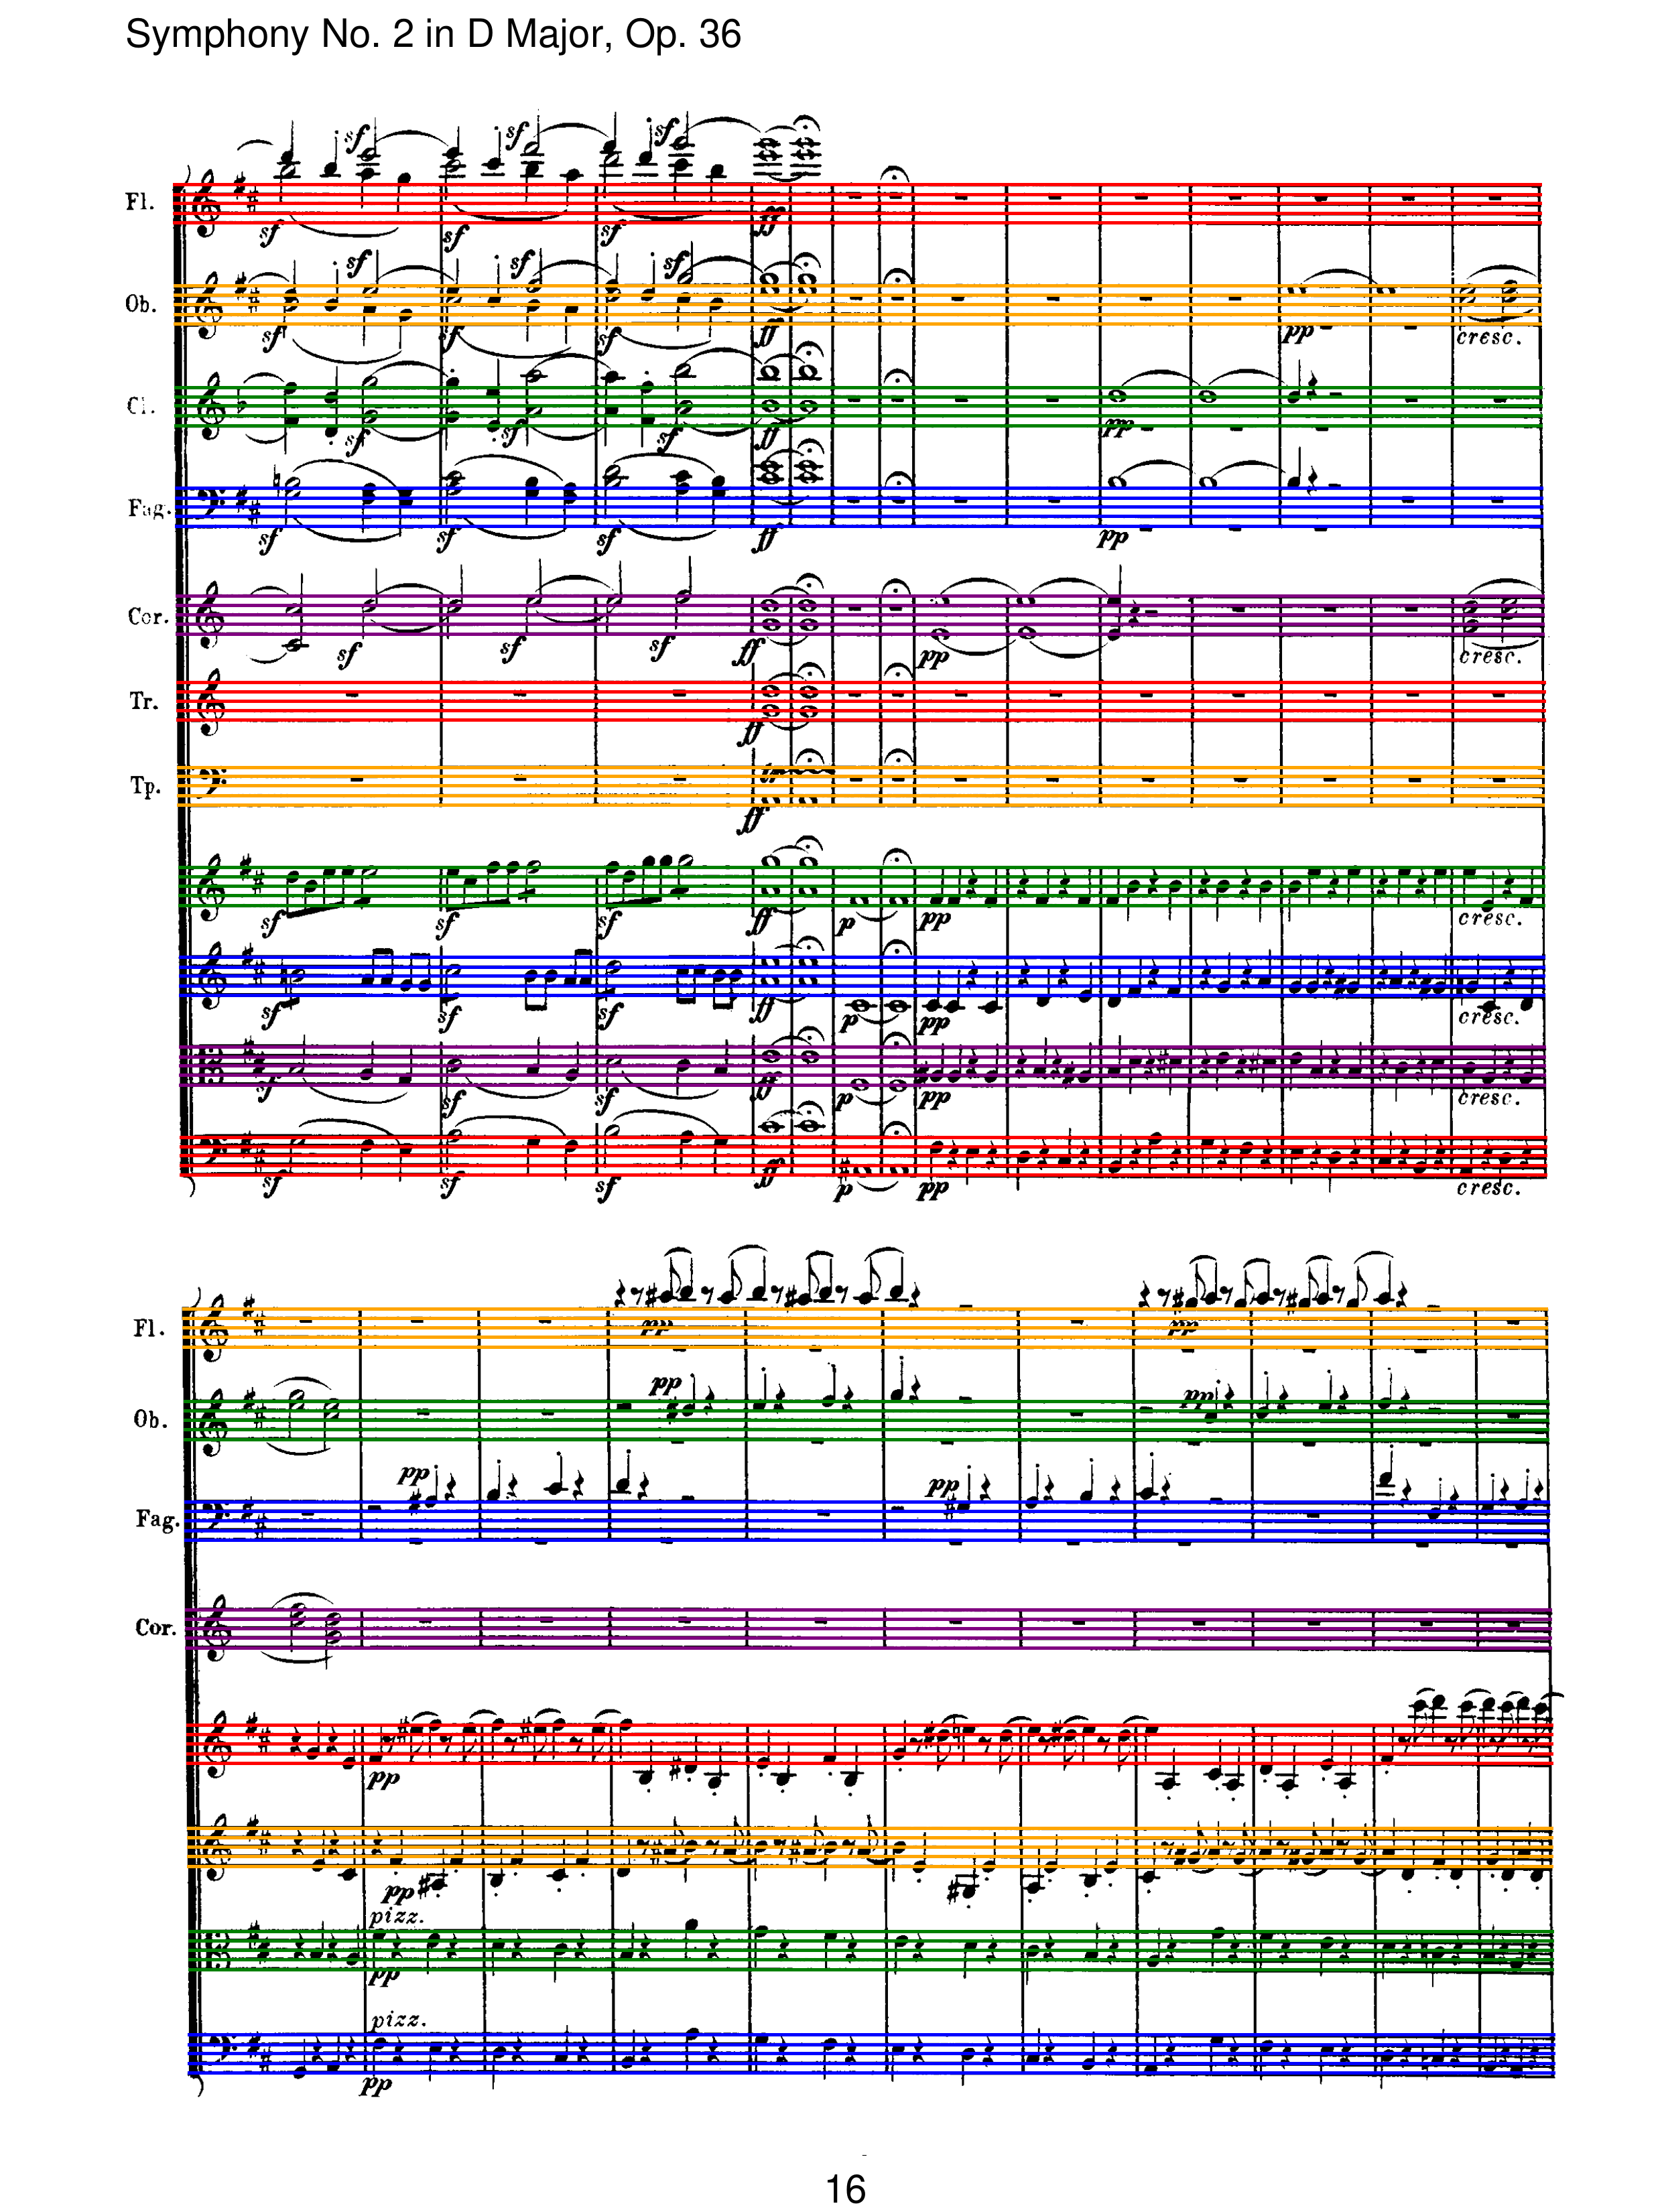 Symphony No. 2 in D Major, Op. 36
sf sf sf
Fl.
sf sf sf ff
sf sf sf
Ob.
sf sf sf ff pp cresc.
Cl.
sf sf sf ff pp
Fag.
sf sf sf ff pp
Cor.
sf sf sf ff pp cresc.
Tr.
ff
tr
Tp.
ff
sf sf sf ff p pp cresc.
sf sf sf ff p pp cresc.
sf sf sf ff p pp cresc.
sf sf sf ff p pp cresc.
Fl.
pp pp
pp pp
Ob.
pp pp
Fag.
Cor.
pp
pp
pizz.
pp
pizz.
pp
16